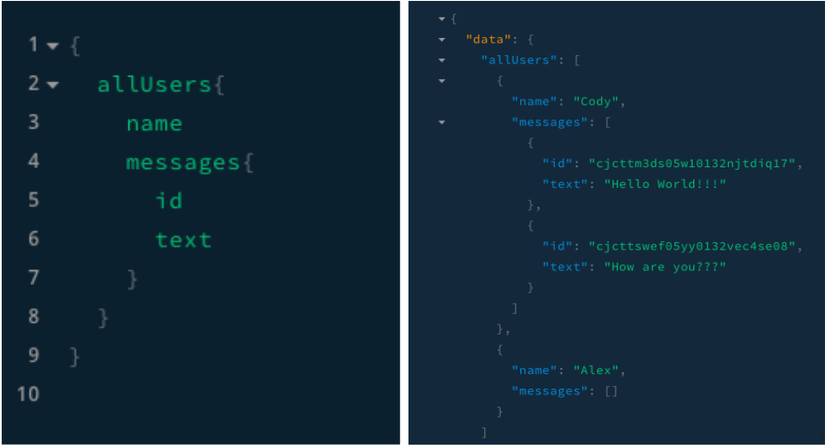 1 {
2 allUsers{
3 name
4 messages{
5 id
6 text
7 }
8 }
9 }
10
{
"data": {
"allUsers": [
{
"name": "Cody",
"messages": [
{
"id": "cjcttm3ds05w10132njtdiq17",
"text": "Hello World!!!"
},
{
"id": "cjcttswef05yy0132vec4se08",
"text": "How are you???"
}
]
},
{
"name": "Alex",
"messages": []
}
]